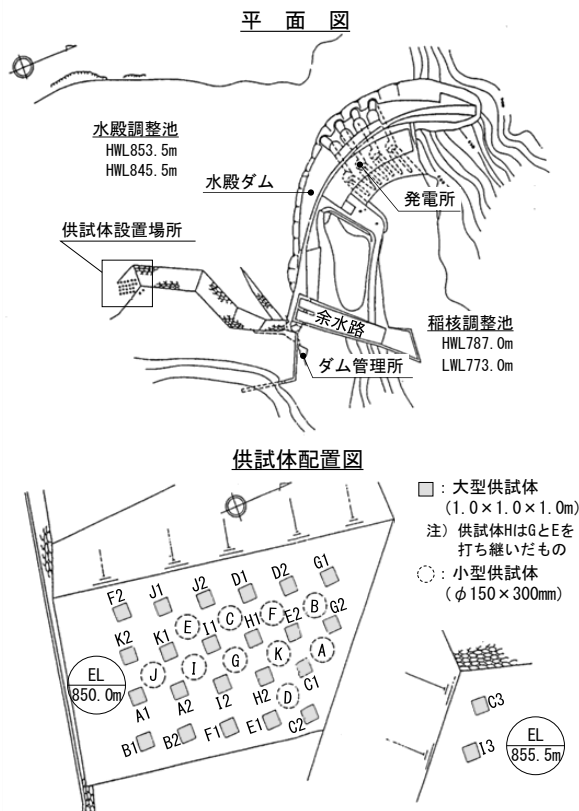 平面図
水殿調整池
HWL853.5m
HWL845.5m
水殿ダム
発電所
供試体設置場所
余水路
稲核調整池
HWL787.0m
LWL773.0m
ダム管理所
供試体配置図
：大型供試体
(1.0×1.0×1.0m)
注) 供試体HはGとEを
打ち継いだもの
：小型供試体
(φ150×300mm)
F2 J1 J2 D1 D2 G1
E C F B
K2 K1 I1 H1 E2 G2
J I G K A
A1 A2 I2 H2 C1
D
B1 B2 F1 E1 C2
EL
850.0m
C3
I3
EL
855.5m